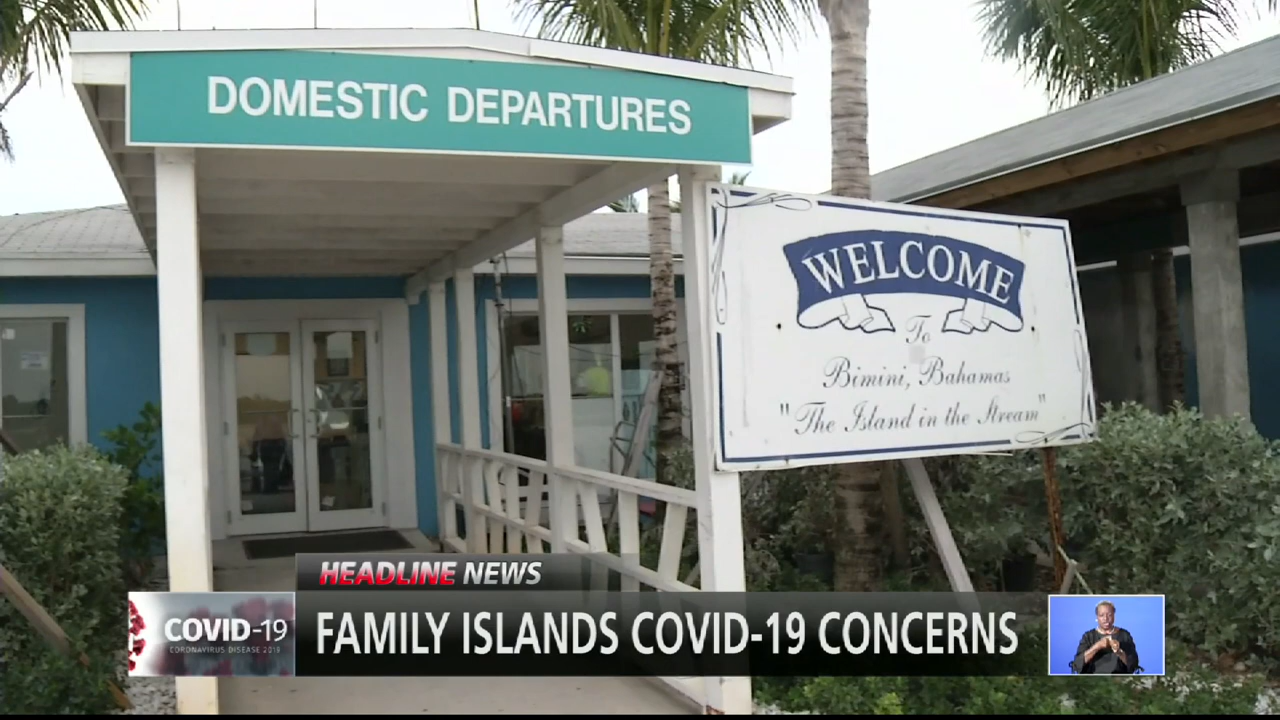 DOMESTIC DEPARTURES
WELCOME
To
Bimini, Bahamas
"The Island in the Stream"
HEADLINE NEWS
COVID-19
CORONAVIRUS DISEASE 2019
FAMILY ISLANDS COVID-19 CONCERNS